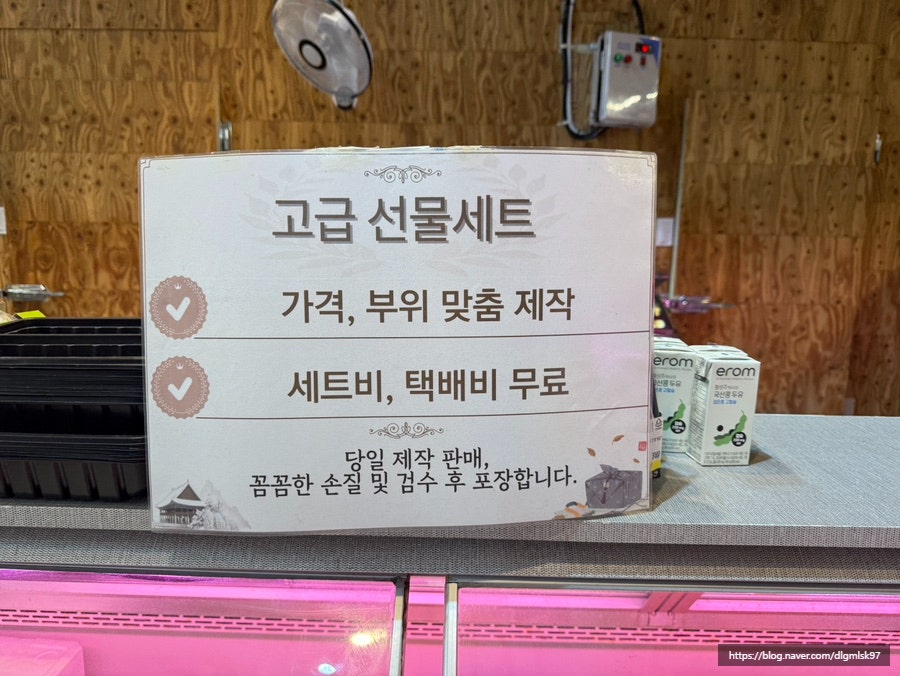 고급 선물세트
가격, 부위 맞춤 제작
세트비, 택배비 무료
당일 제작 판매,
꼼꼼한 손질 및 검수 후 포장합니다.
erom
erom
국산콩 두유
https://blog.naver.com/dlgmlsk97